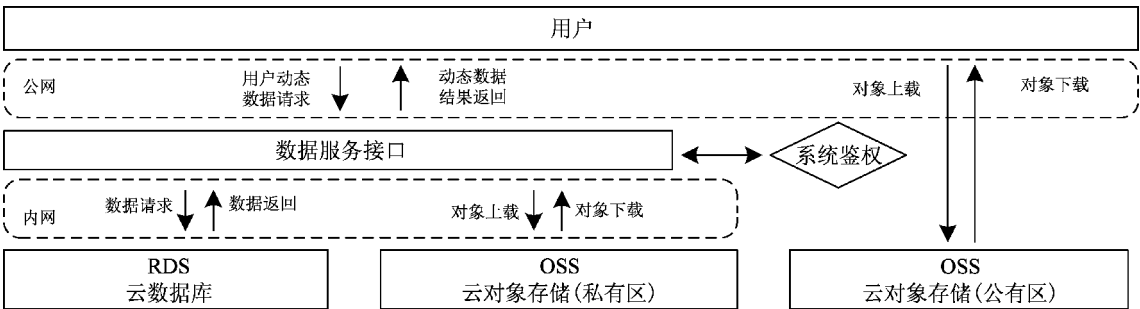 用户
公网
用户动态
数据请求
动态数据
结果返回
对象上载
对象下载
数据服务接口
系统鉴权
内网
数据请求
数据返回
对象上载
对象下载
RDS
云数据库
OSS
云对象存储(私有区)
OSS
云对象存储(公有区)